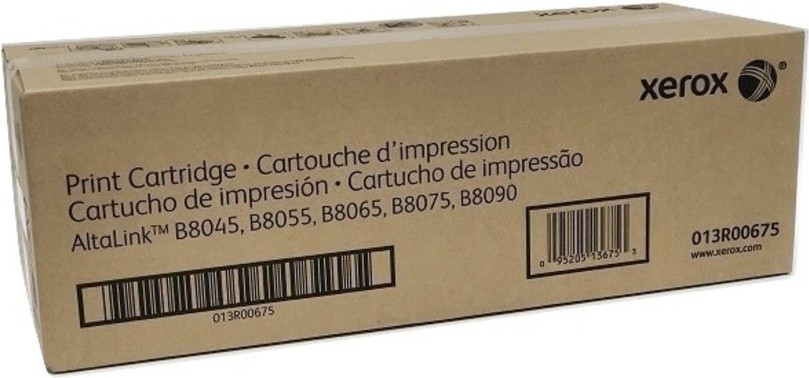 xerox
xerox ®
Print Cartridge • Cartouche d'impression
Cartucho de impresión • Cartucho de impressão
AltaLink™ B8045, B8055, B8065, B8075, B8090
013R00675
0 95205 13675 3
013R00675
www.xerox.com